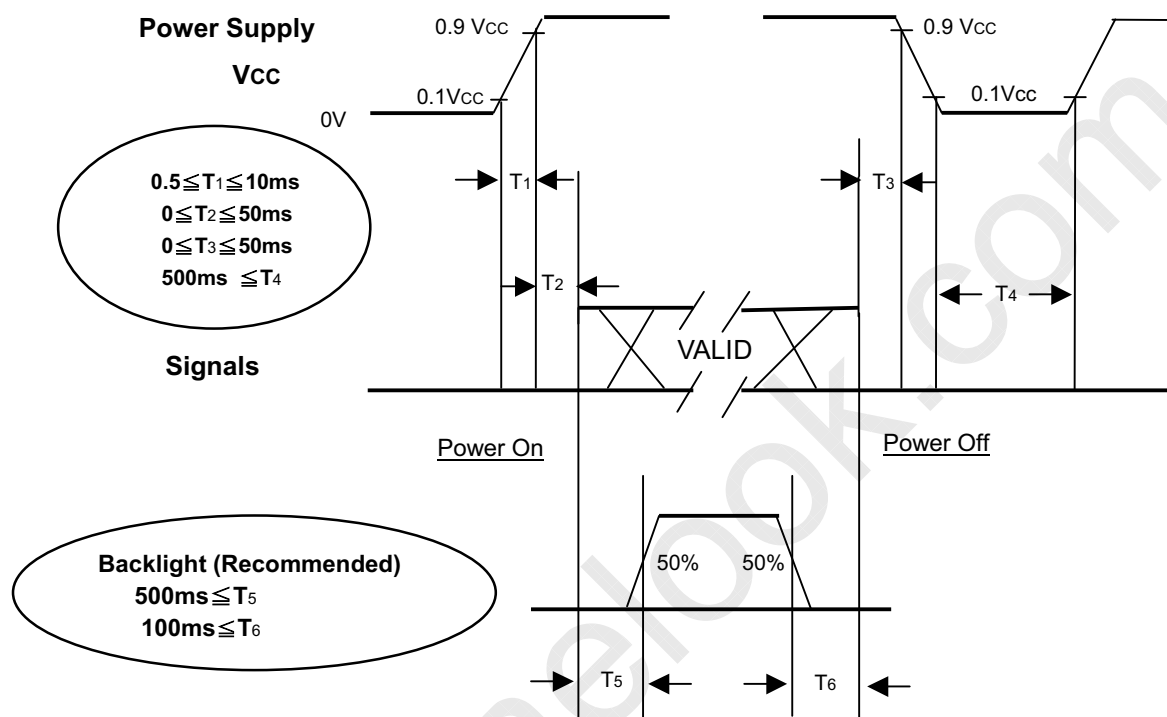 Power Supply
VCC
0.9 VCC
0.9 VCC
0.1VCC
0.1Vcc
0V
0.5≦T1≦10ms
0≦T2≦50ms
0≦T3≦50ms
500ms ≦T4
T1
T3
T2
T4
VALID
Signals
Power On
Power Off
Backlight (Recommended)
500ms≦T5
100ms≦T6
50%
50%
T5
T6
elook.com